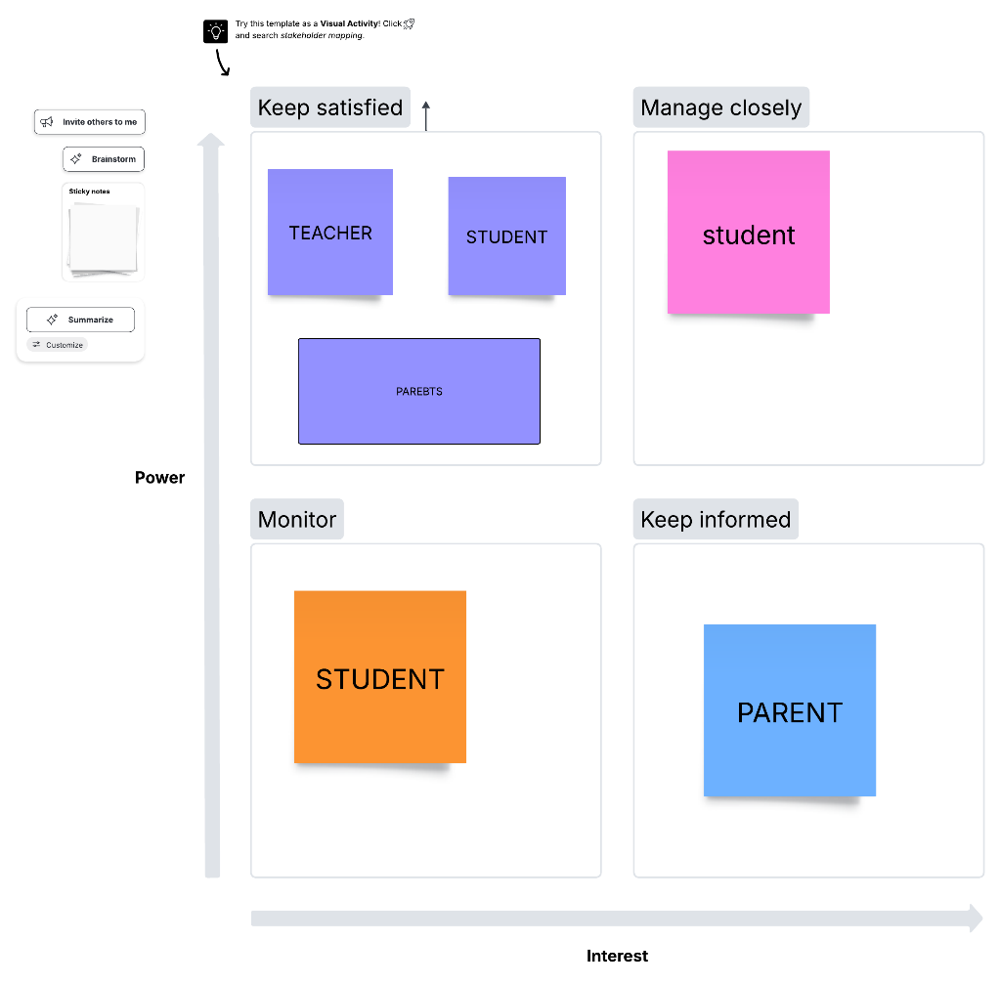 Try this template as a Visual Activity! Click
and search stakeholder mapping.
Invite others to me
Brainstorm
Sticky notes
Summarize
Customize
Keep satisfied
Manage closely
TEACHER
STUDENT
student
PAREBTS
Power
Monitor
Keep informed
STUDENT
PARENT
Interest